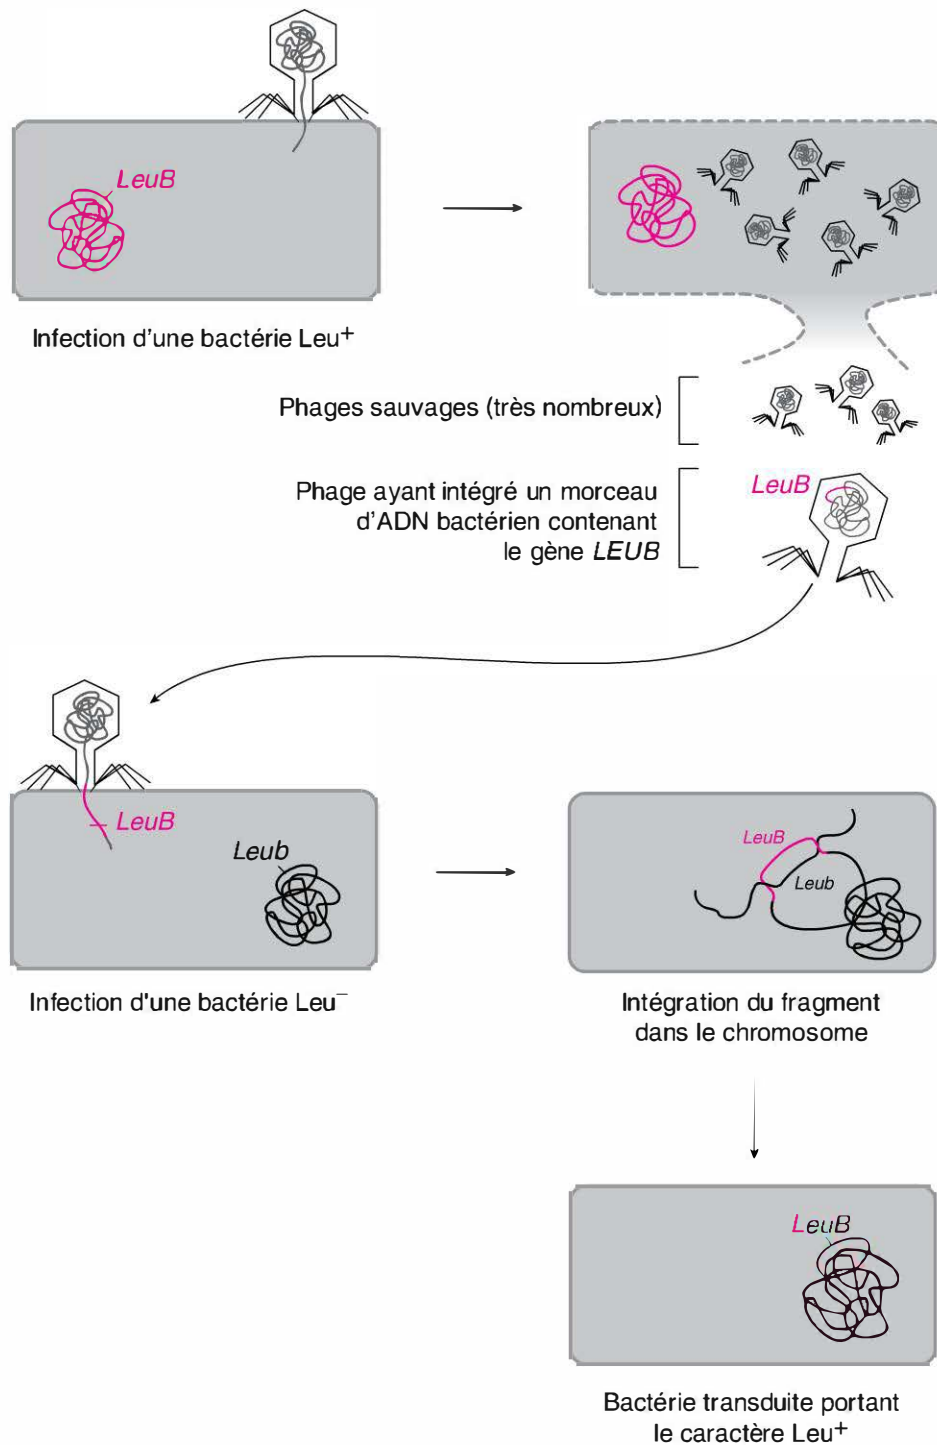 LeuB
Infection d'une bactérie Leu+
Phages sauvages (très nombreux)
Phage ayant intégré un morceau
d'ADN bactérien contenant
le gène LEUB
LeuB
LeuB
Leub
Infection d'une bactérie Leu−
LeuB
Leub
Intégration du fragment
dans le chromosome
LeuB
Bactérie transduite portant
le caractère Leu+